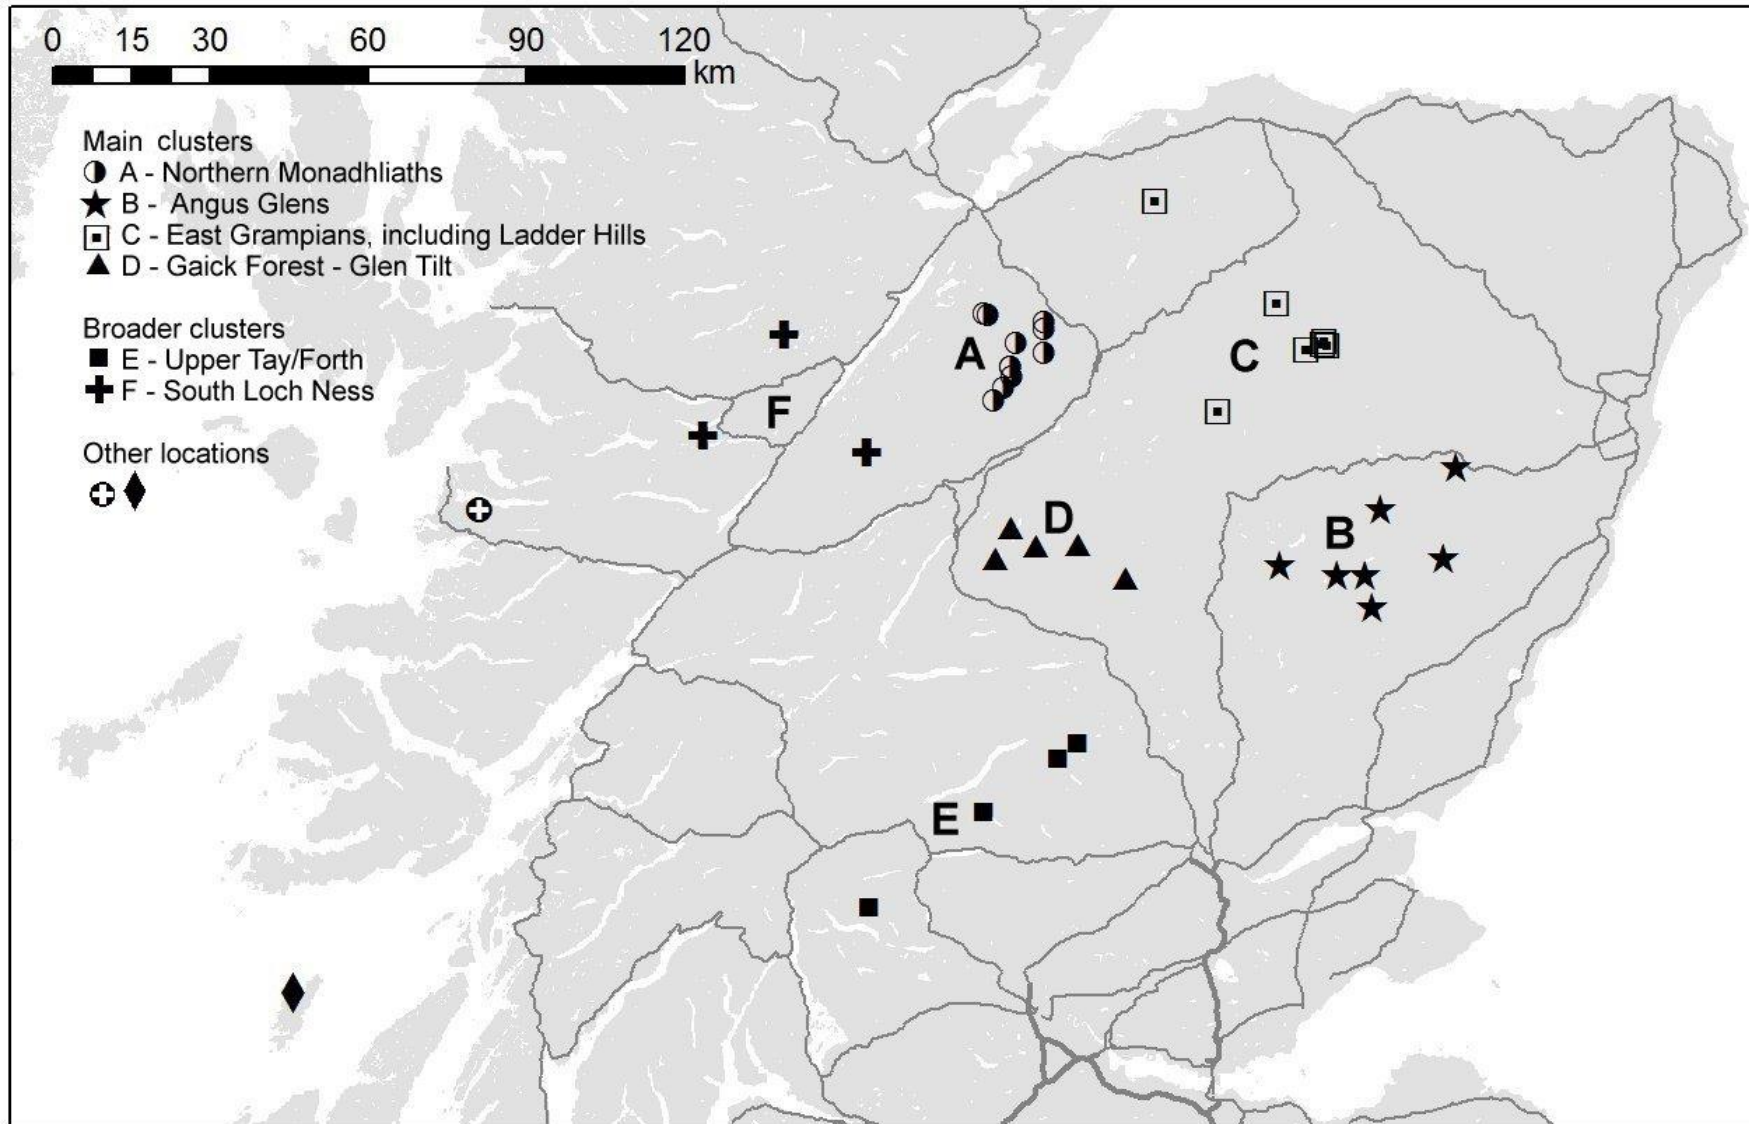 0 15 30 60 90 120
km
Main clusters
A - Northern Monadhliaths
B - Angus Glens
C - East Grampians, including Ladder Hills
D - Gaick Forest - Glen Tilt
Broader clusters
E - Upper Tay/Forth
F - South Loch Ness
Other locations
A
C
F
D
B
E